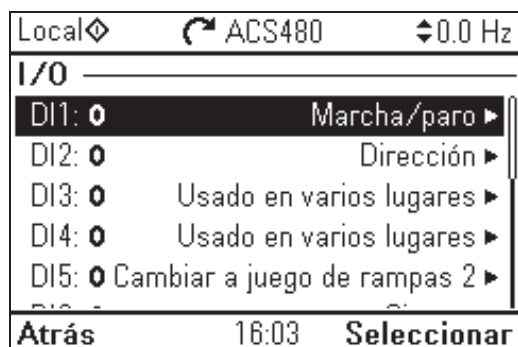 Local ACS480 0.0 Hz
I/O
DI1: 0 Marcha/paro
DI2: 0 Dirección
DI3: 0 Usado en varios lugares
DI4: 0 Usado en varios lugares
DI5: 0 Cambiar a juego de rampas 2
Atrás 16:03 Seleccionar